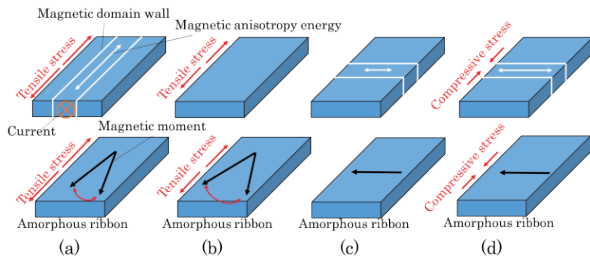 Magnetic domain wall
Magnetic anisotropy energy
Tensile stress
Tensile stress
Compressive stress
Current
Magnetic moment
Tensile stress
Tensile stress
Compressive stress
Amorphous ribbon
Amorphous ribbon
Amorphous ribbon
Amorphous ribbon
(a)
(b)
(c)
(d)